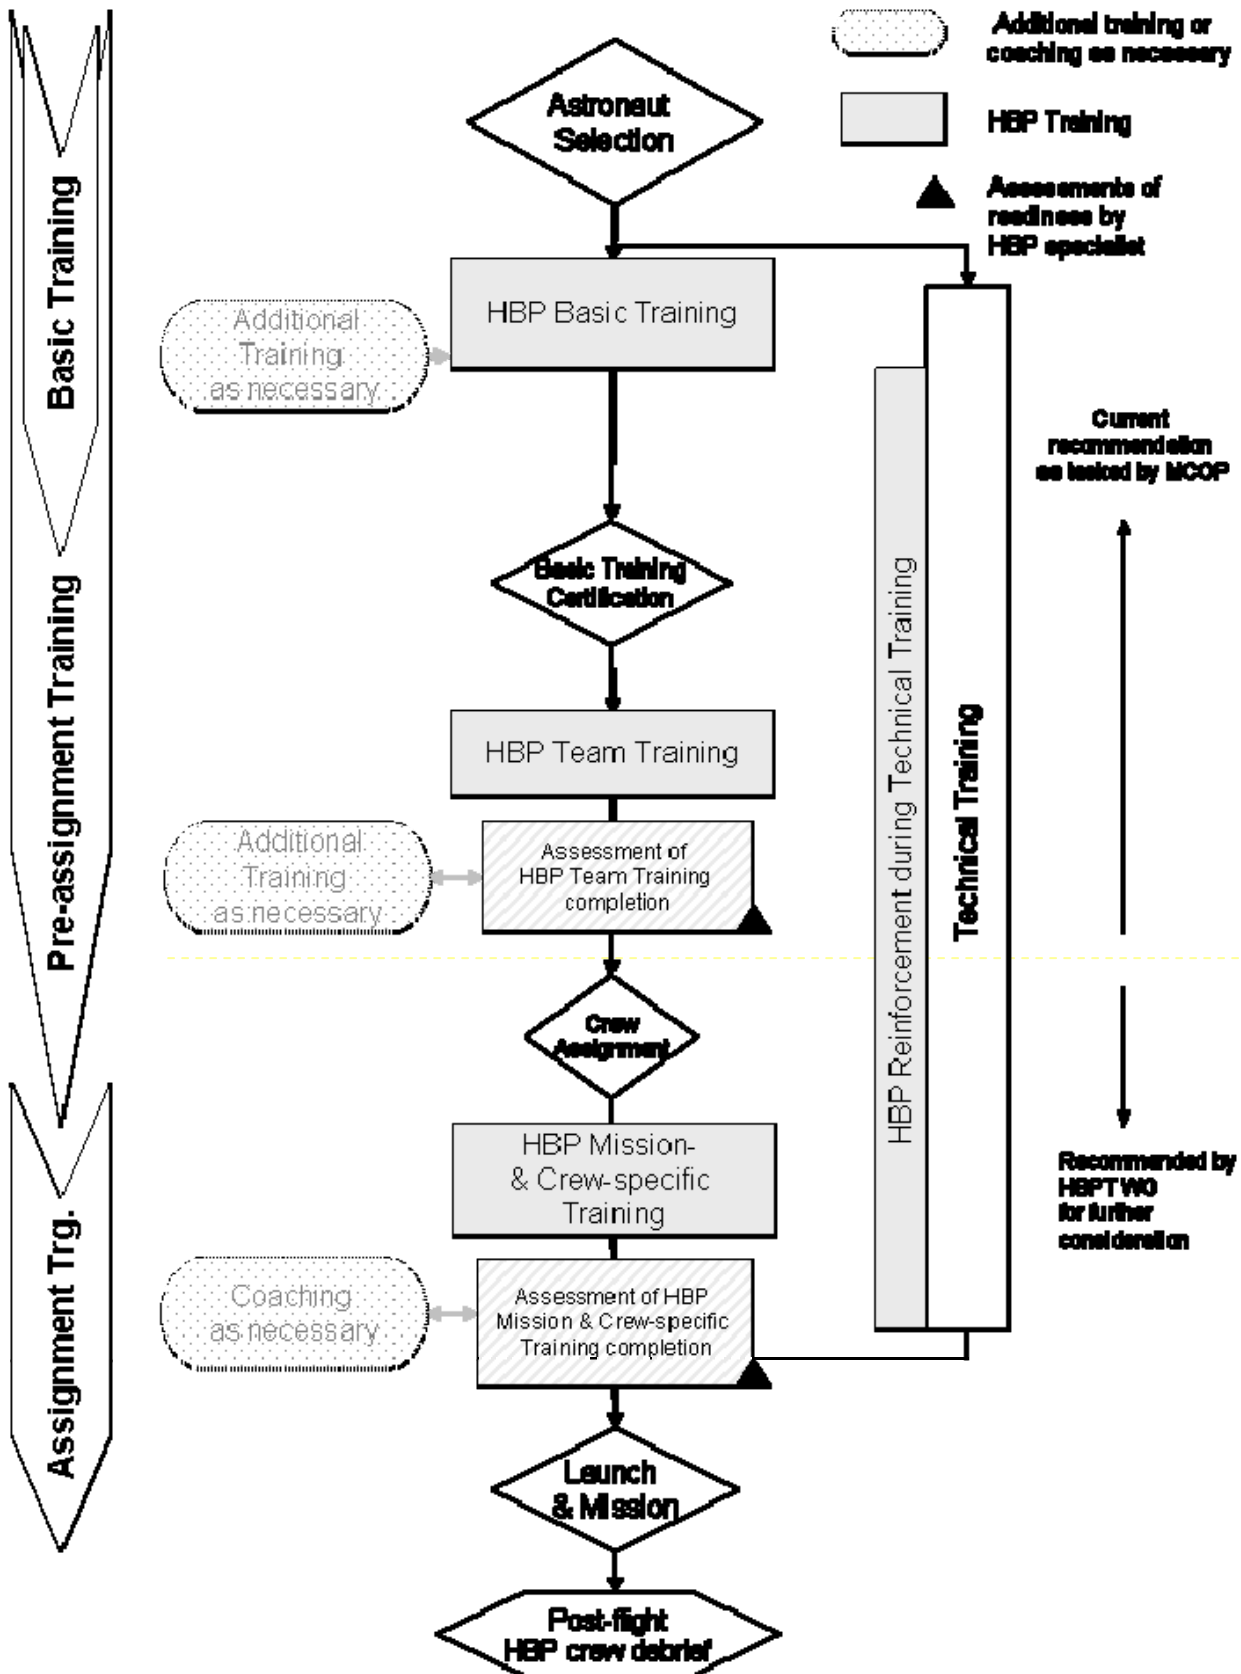 Additional training or
coaching as necessary
HBP Training
Assessments of
readiness by
HBP specialist
Astronaut
Selection
HBP Basic Training
Additional
Training
as necessary
Basic Training
Current
recommendation
as tasked by MCOP
Basic Training
Certification
HBP Team Training
Additional
Training
as necessary
Assessment of
HBP Team Training
completion
Pre-assignment Training
HBP Reinforcement during Technical Training
Technical Training
Crew
Assignment
HBP Mission-
& Crew-specific
Training
Recommended by
HBPTWG
for further
consideration
Coaching
as necessary
Assessment of HBP
Mission & Crew-specific
Training completion
Assignment Trg.
Launch
& Mission
Post-flight
HBP crew debrief